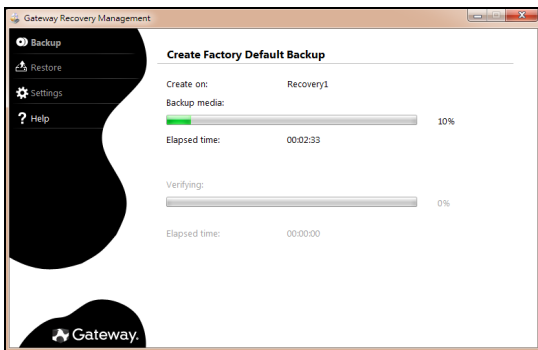 Gateway Recovery Management
Backup
Restore
Settings
? Help
Create Factory Default Backup
Create on: Recovery1
Backup media:
10%
Elapsed time: 00:02:33
Verifying:
0%
Elapsed time: 00:00:00
Gateway.